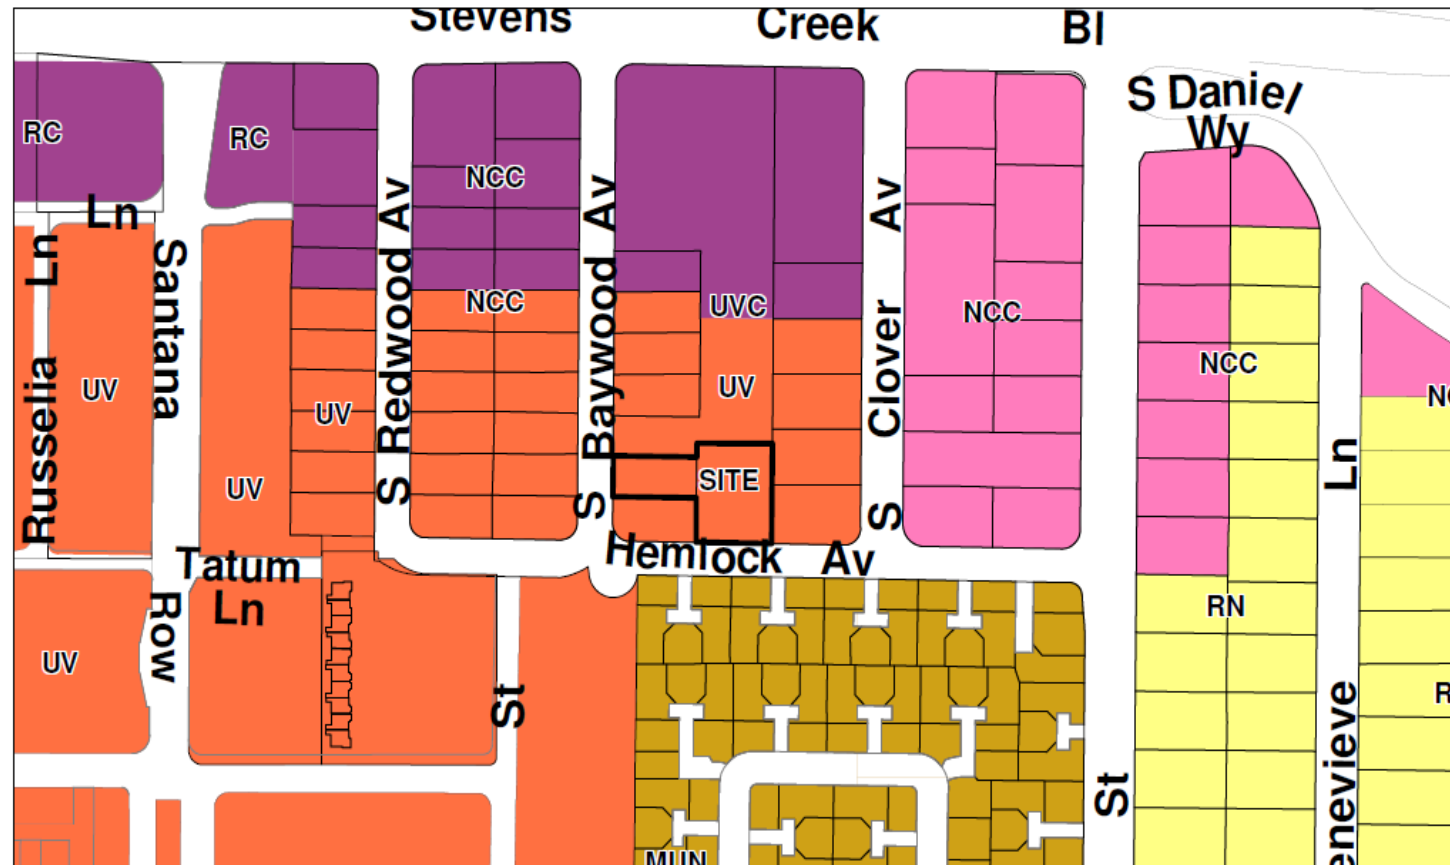 Stevens Creek Bl
S Daniel
Wy
RC
RC
NCC
Ln
S Redwood Av
S Baywood Av
S Clover Av
Russelia Ln
Santana Row
NCC
UVC
NCC
NCC
UV
UV
UV
UV
SITE
Ln
Hemlock Av
Tatum
Ln
RN
UV
St
St
enevieve
MUN